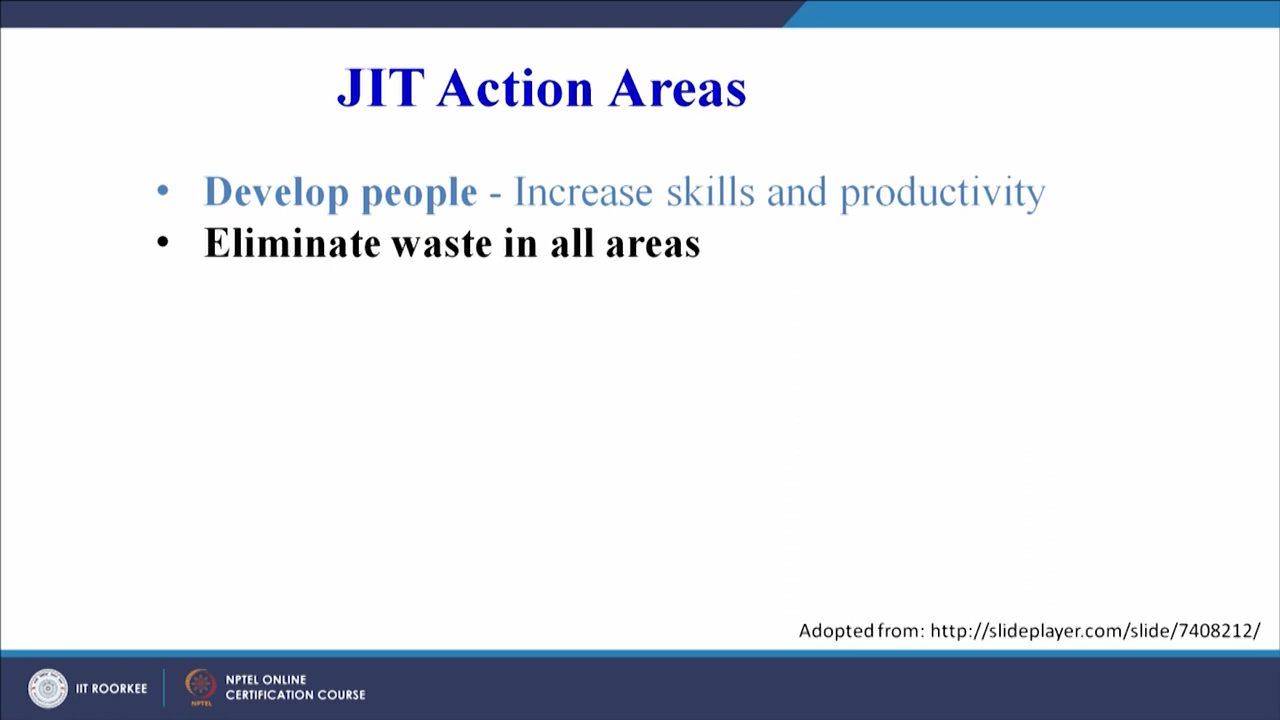 JIT Action Areas
• Develop people - Increase skills and productivity
• Eliminate waste in all areas
Adopted from: http://slideplayer.com/slide/7408212/
IIT ROORKEE
NPTEL
NPTEL ONLINE
CERTIFICATION COURSE